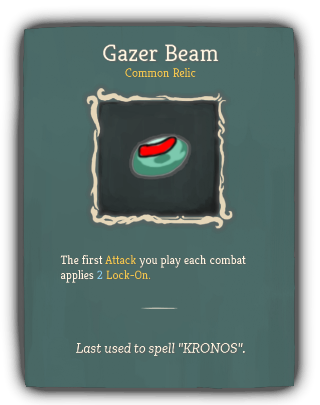 Gazer Beam
Common Relic
The first Attack you play each combat
applies 2 Lock-On.
Last used to spell "KRONOS".